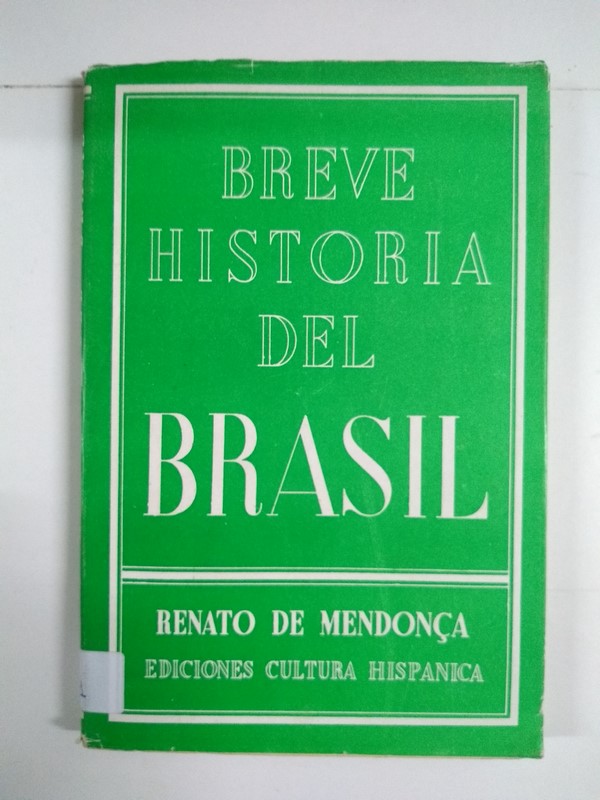 BREVE
HISTORIA
DEL
BRASIL
RENATO DE MENDONÇA
EDICIONES CULTURA HISPANICA